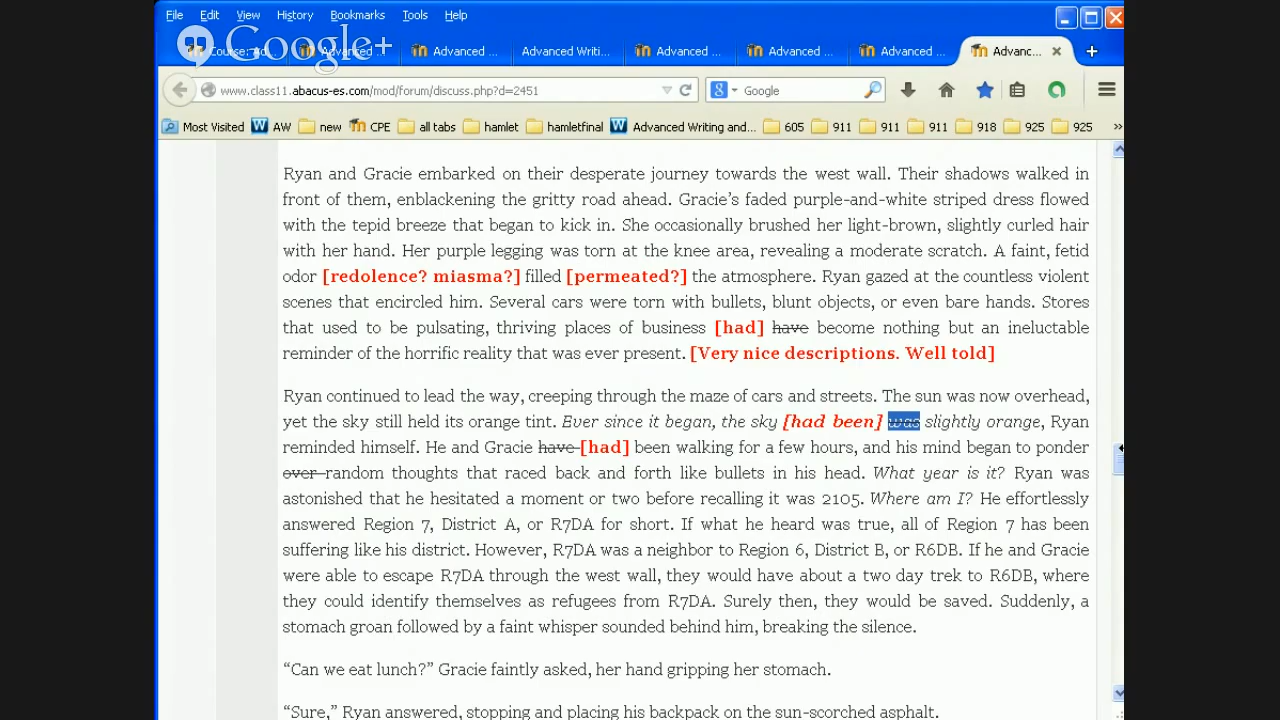 File Edit View History Bookmarks Tools Help
Google+
Course: Ad Advanced Advanced ... Advanced Writi... Advanced ... Advanced ... Advanced ... Advanc...
www.class11.abacus-es.com/mod/forum/discuss.php?d=2451 Google
Most Visited AW new CPE all tabs hamlet hamletfinal Advanced Writing and... 605 911 911 911 918 925 925 »
Ryan and Gracie embarked on their desperate journey towards the west wall. Their shadows walked in
front of them, enblackening the gritty road ahead. Gracie's faded purple-and-white striped dress flowed
with the tepid breeze that began to kick in. She occasionally brushed her light-brown, slightly curled hair
with her hand. Her purple legging was torn at the knee area, revealing a moderate scratch. A faint, fetid
odor [redolence? miasma?] filled [permeated?] the atmosphere. Ryan gazed at the countless violent
scenes that encircled him. Several cars were torn with bullets, blunt objects, or even bare hands. Stores
that used to be pulsating, thriving places of business [had] have become nothing but an ineluctable
reminder of the horrific reality that was ever present. [Very nice descriptions. Well told]
Ryan continued to lead the way, creeping through the maze of cars and streets. The sun was now overhead,
yet the sky still held its orange tint. Ever since it began, the sky [had been] was slightly orange, Ryan
reminded himself. He and Gracie have [had] been walking for a few hours, and his mind began to ponder
over random thoughts that raced back and forth like bullets in his head. What year is it? Ryan was
astonished that he hesitated a moment or two before recalling it was 2105. Where am I? He effortlessly
answered Region 7, District A, or R7DA for short. If what he heard was true, all of Region 7 has been
suffering like his district. However, R7DA was a neighbor to Region 6, District B, or R6DB. If he and Gracie
were able to escape R7DA through the west wall, they would have about a two day trek to R6DB, where
they could identify themselves as refugees from R7DA. Surely then, they would be saved. Suddenly, a
stomach groan followed by a faint whisper sounded behind him, breaking the silence.
“Can we eat lunch?” Gracie faintly asked, her hand gripping her stomach.
“Sure,” Ryan answered, stopping and placing his backpack on the sun-scorched asphalt.